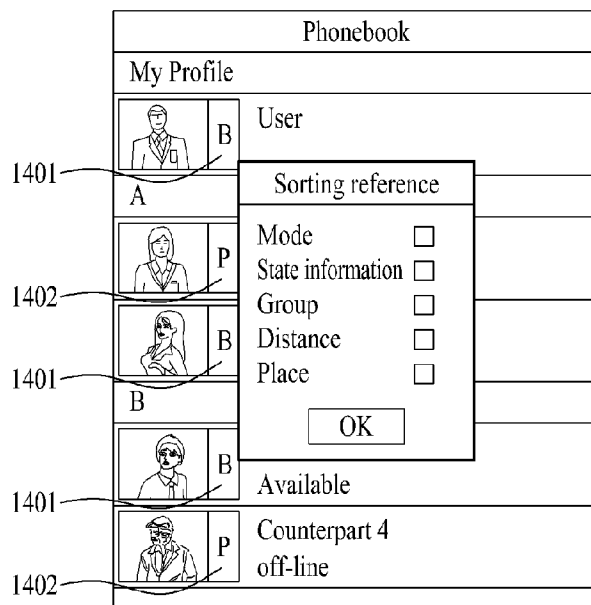 Phonebook
My Profile
B
User
1401
A
Sorting reference
Mode
State information
Group
Distance
Place
OK
P
1402
B
1401
B
B
Available
1401
P
Counterpart 4
off-line
1402